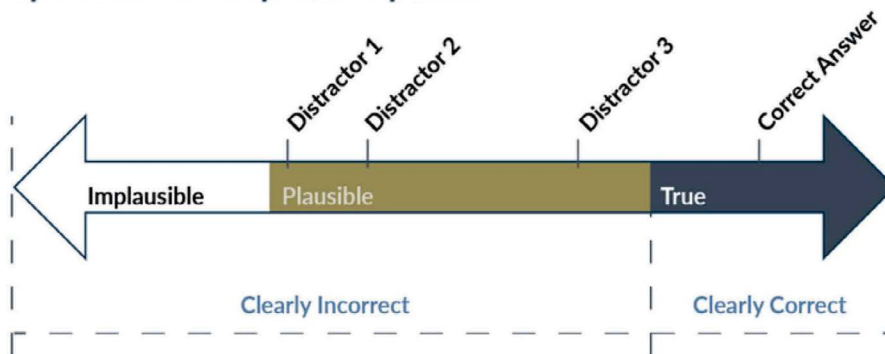 Distractor 1
Distractor 2
Distractor 3
Correct Answer
Implausible
Plausible
True
Clearly Incorrect
Clearly Correct